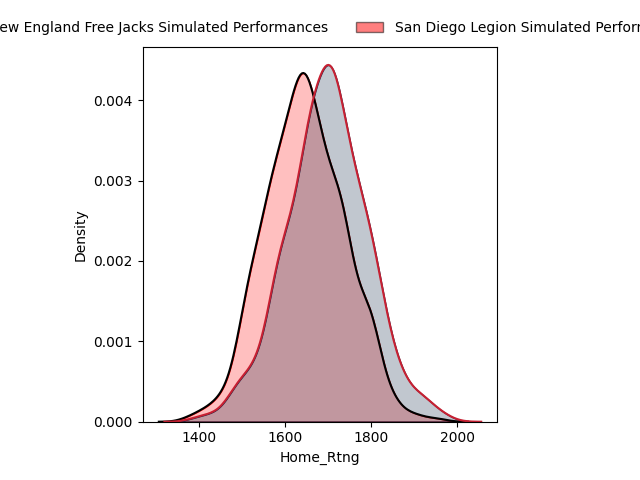 ew England Free Jacks Simulated Performances
San Diego Legion Simulated Perfor
0.004
0.003
0.002
0.001
0.000
Density
1400 1600 1800 2000
Home_Rtng